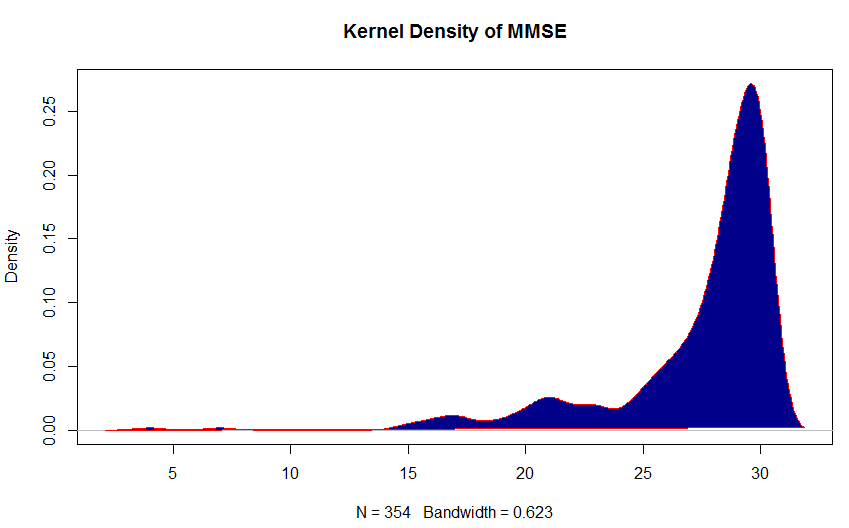 Kernel Density of MMSE
Density
0.25
0.20
0.15
0.10
0.05
0.00
5 10 15 20 25 30
N = 354 Bandwidth = 0.623